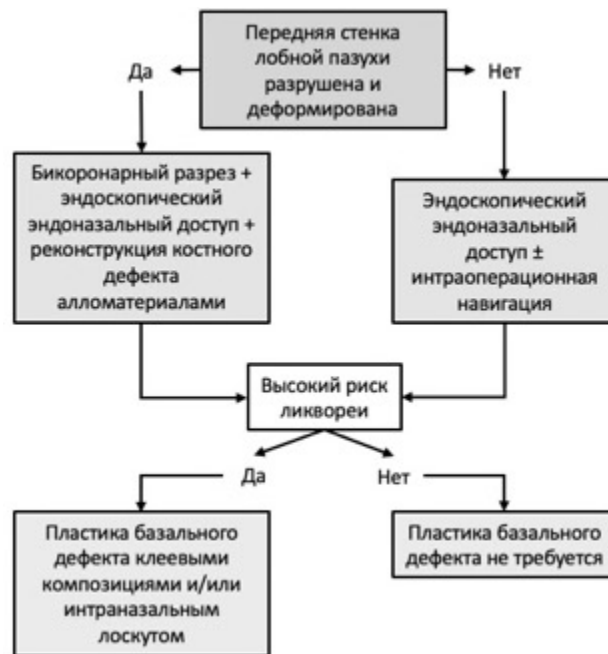 Передняя стенка
лобной пазухи
разрушена и
деформирована
Да
Нет
Бикоронарный разрез +
эндоскопический
эндоназальный доступ +
реконструкция костного
дефекта
алломатериалами
Эндоскопический
эндоназальный
доступ ±
интраоперационная
навигация
Высокий риск
ликвореи
Да
Нет
Пластика базального
дефекта клеевыми
композициями и/или
интраназальным
лоскутом
Пластика базального
дефекта не требуется